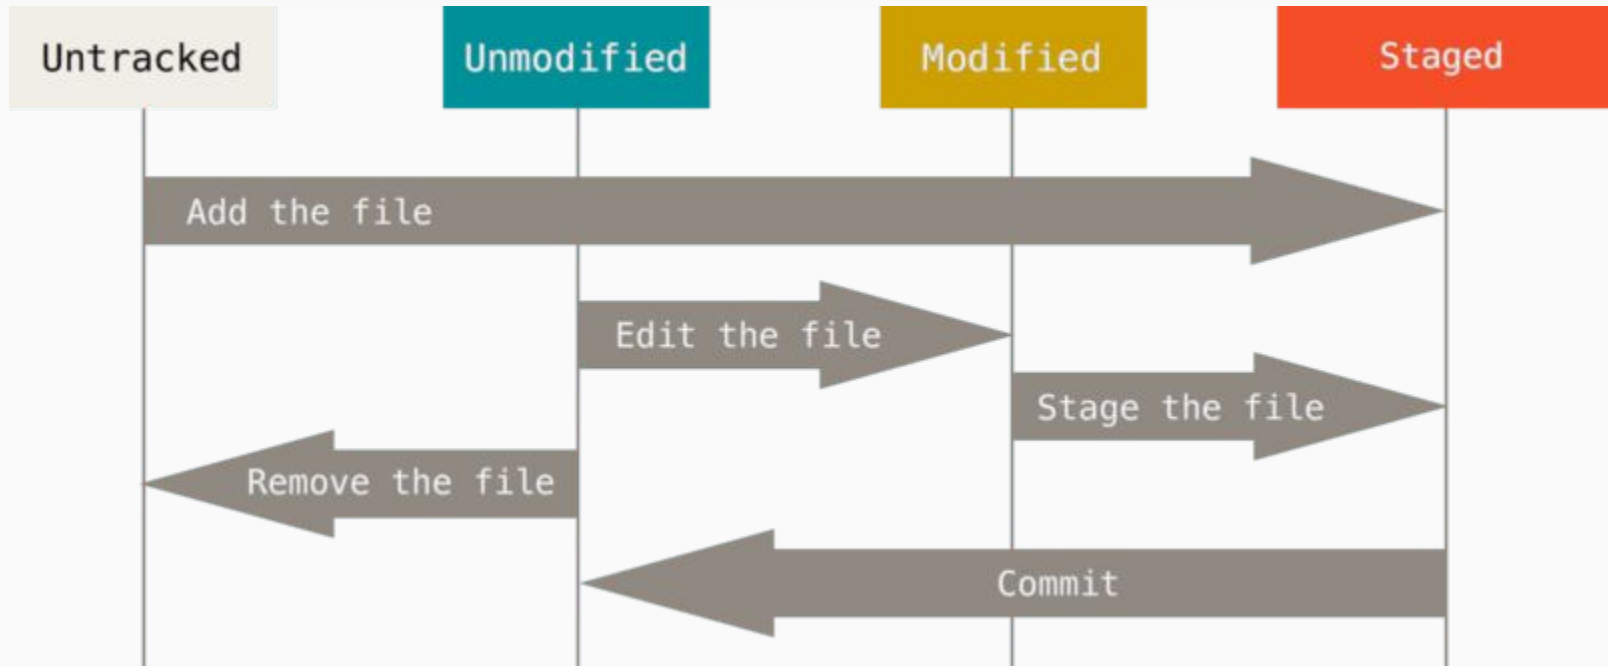 Untracked
Unmodified
Modified
Staged
Add the file
Edit the file
Stage the file
Remove the file
Commit